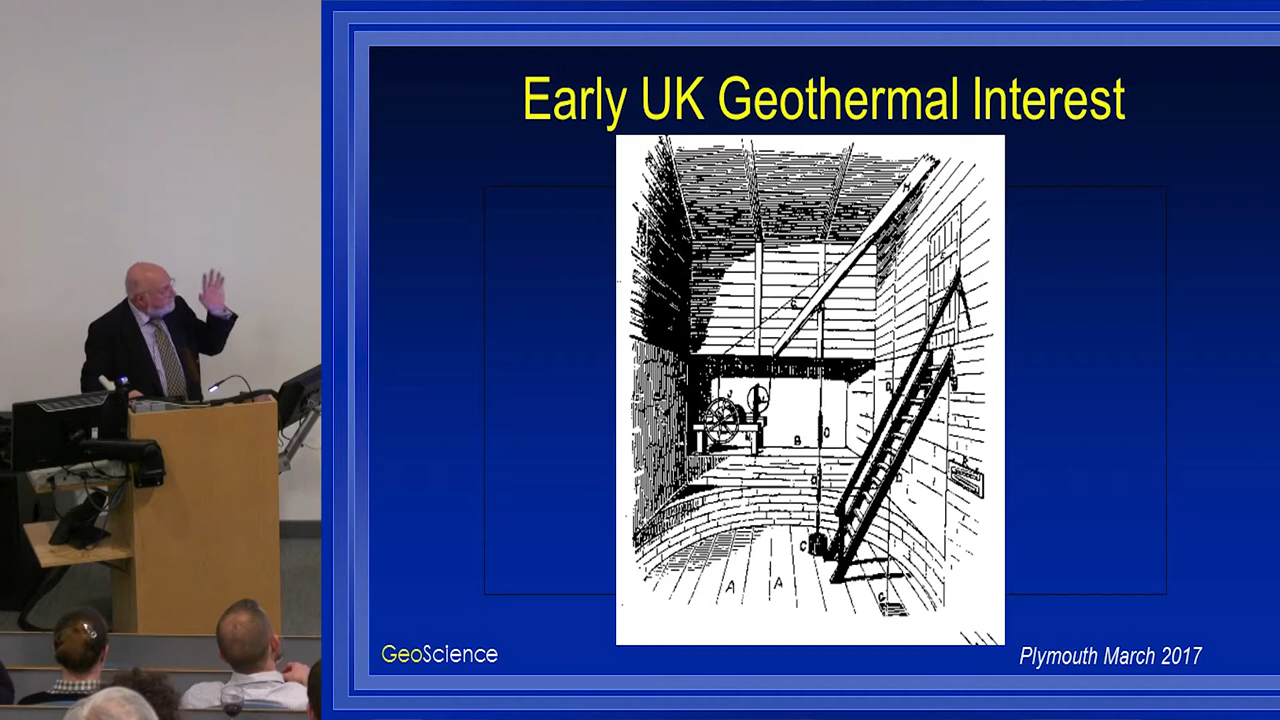 Early UK Geothermal Interest
H
G
B
D
D
D
C
A
A
GeoScience
Plymouth March 2017